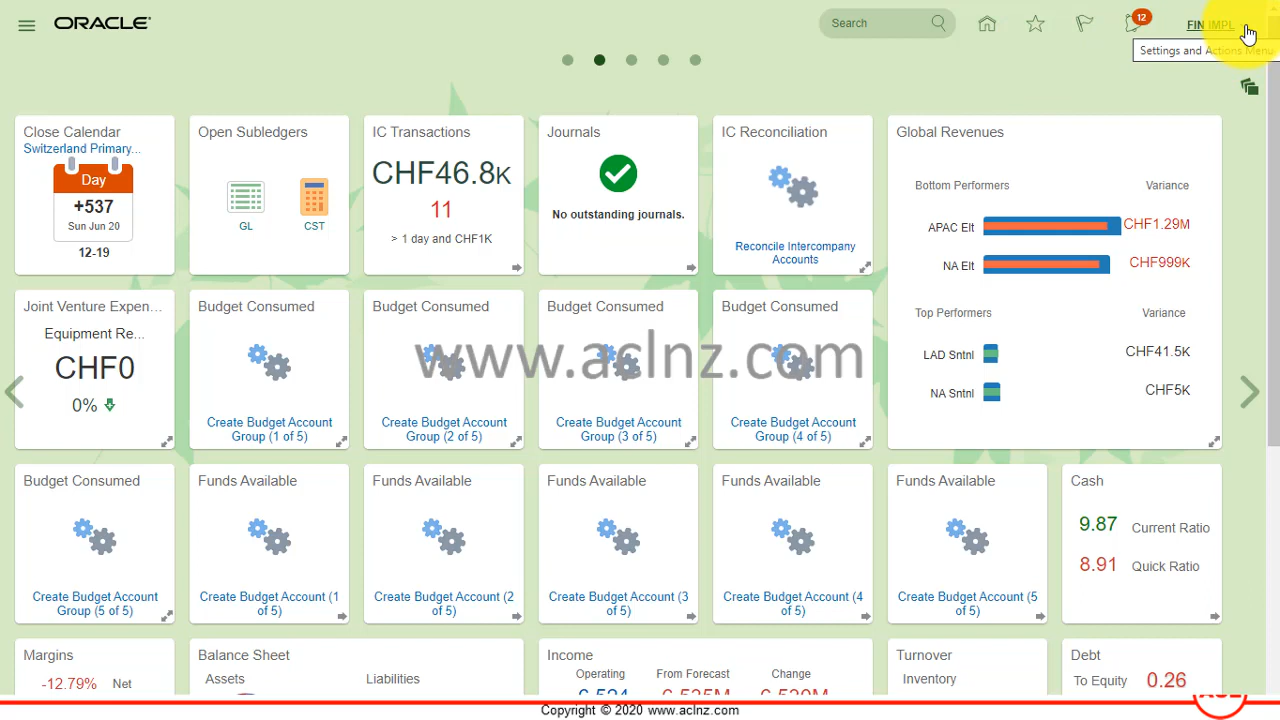 ORACLE
Search
12
FIN IMPL
Settings and Actions Menu
Close Calendar
Switzerland Primary...
Day
+537
Sun Jun 20
12-19
Open Subledgers
GL
CST
IC Transactions
CHF46.8K
11
> 1 day and CHF1K
Journals
No outstanding journals.
IC Reconciliation
Reconcile Intercompany
Accounts
Global Revenues
Bottom Performers
Variance
APAC Elt
CHF1.29M
NA Elt
CHF999K
Top Performers
Variance
LAD Sntnl
CHF41.5K
NA Sntnl
CHF5K
Joint Venture Expen...
Equipment Re...
CHF0
0%
Budget Consumed
Create Budget Account
Group (1 of 5)
Budget Consumed
Create Budget Account
Group (2 of 5)
Budget Consumed
Create Budget Account
Group (3 of 5)
Budget Consumed
Create Budget Account
Group (4 of 5)
www.aclnz.com
Budget Consumed
Create Budget Account
Group (5 of 5)
Funds Available
Create Budget Account (1
of 5)
Funds Available
Create Budget Account (2
of 5)
Funds Available
Create Budget Account (3
of 5)
Funds Available
Create Budget Account (4
of 5)
Funds Available
Create Budget Account (5
of 5)
Cash
9.87 Current Ratio
8.91 Quick Ratio
Margins
-12.79% Net
Balance Sheet
Assets
Liabilities
Income
Operating
From Forecast
Change
Turnover
Inventory
Debt
To Equity 0.26
Copyright © 2020 www.aclnz.com